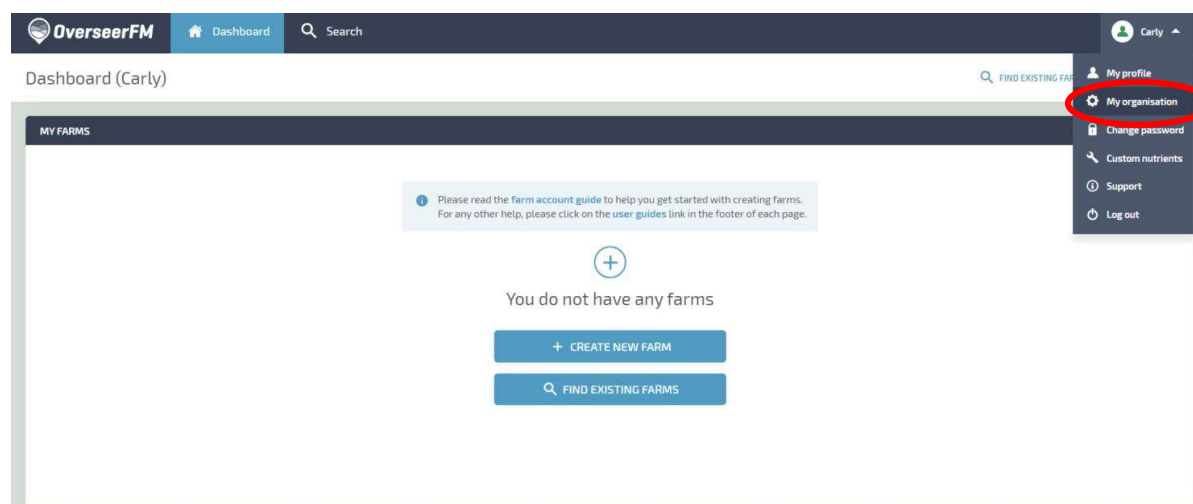 OverseerFM Dashboard Search Carly
Dashboard (Carly) FIND EXISTING
My profile
My organisation
Change password
Custom nutrients
Support
Log out
MY FARMS
Please read the farm account guide to help you get started with creating farms.
For any other help, please click on the user guides link in the footer of each page.
You do not have any farms
+ CREATE NEW FARM
FIND EXISTING FARMS